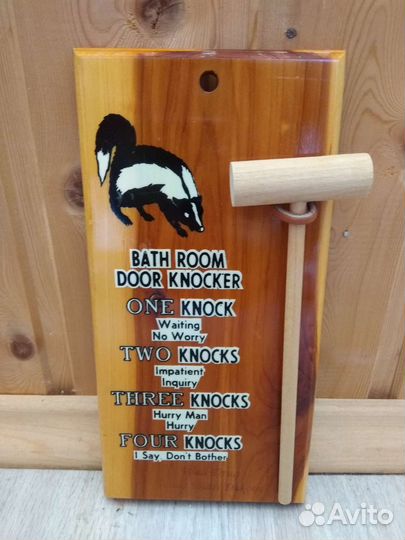 BATH ROOM
DOOR KNOCKER
ONE KNOCK
Waiting
No Worry
TWO KNOCKS
Impatient
Inquiry
THREE KNOCKS
Hurry Man
Hurry
FOUR KNOCKS
I Say, Don't Bother
Avito